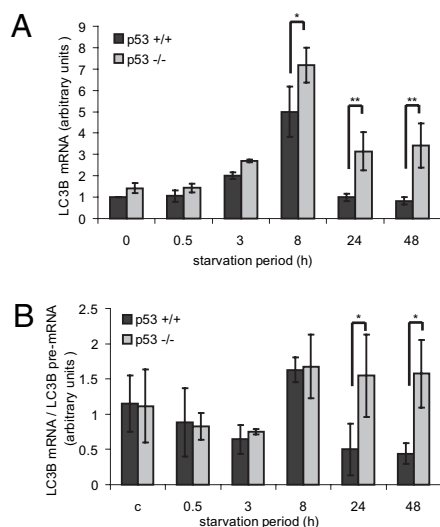 A
p53 +/+
p53 -/-
LC3B mRNA (arbitrary units)
9
8
7
6
5
4
3
2
1
0
*
**
**
0 0.5 3 8 24 48
starvation period (h)
B
p53 +/+
p53 -/-
LC3B mRNA / LC3B pre-mRNA
(arbitrary units)
2.5
2
1.5
1
0.5
0
*
*
c 0.5 3 8 24 48
starvation period (h)